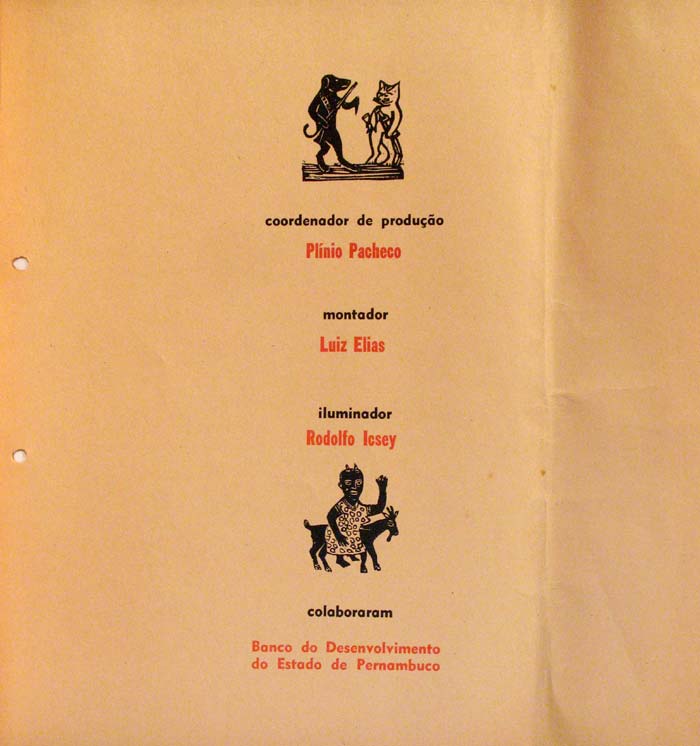 coordenador de produção
Plínio Pacheco
montador
Luiz Elias
iluminador
Rodolfo Icsey
colaboraram
Banco do Desenvolvimento
do Estado de Pernambuco